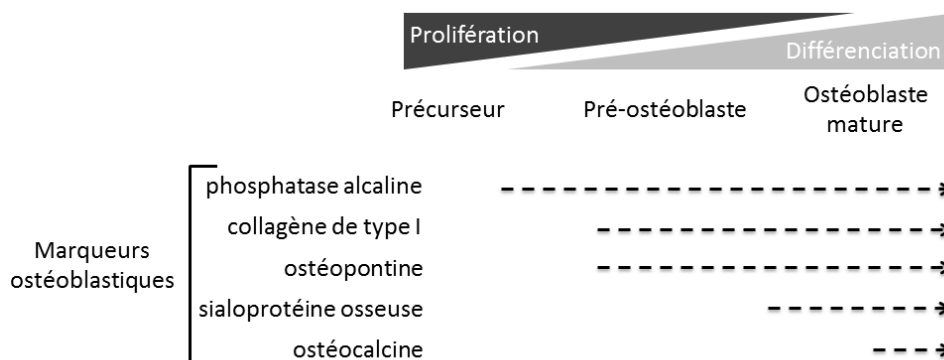 Prolifération
Différenciation
Précurseur
Pré-ostéoblaste
Ostéoblaste
mature
Marqueurs
ostéoblastiques
phosphatase alcaline
collagène de type I
ostéopontine
sialoprotéine osseuse
ostéocalcine